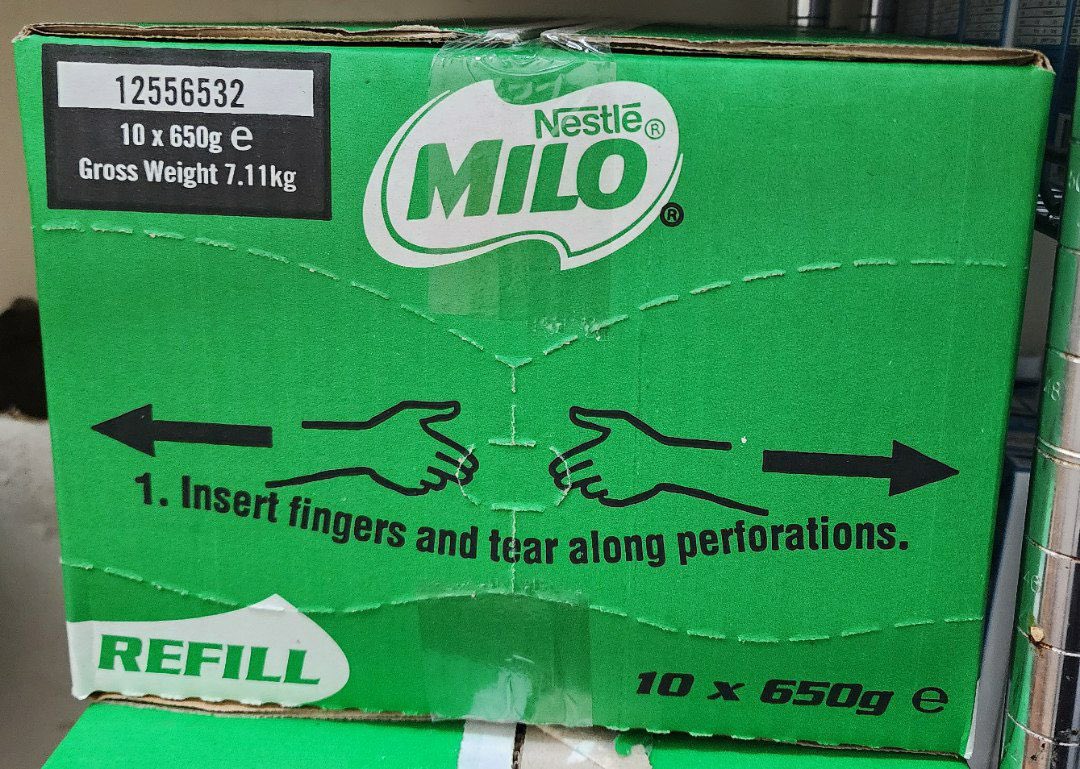 12556532
10 x 650g ℮
Gross Weight 7.11kg
Nestlé®
MILO®
1. Insert fingers and tear along perforations.
REFILL
10 x 650g ℮